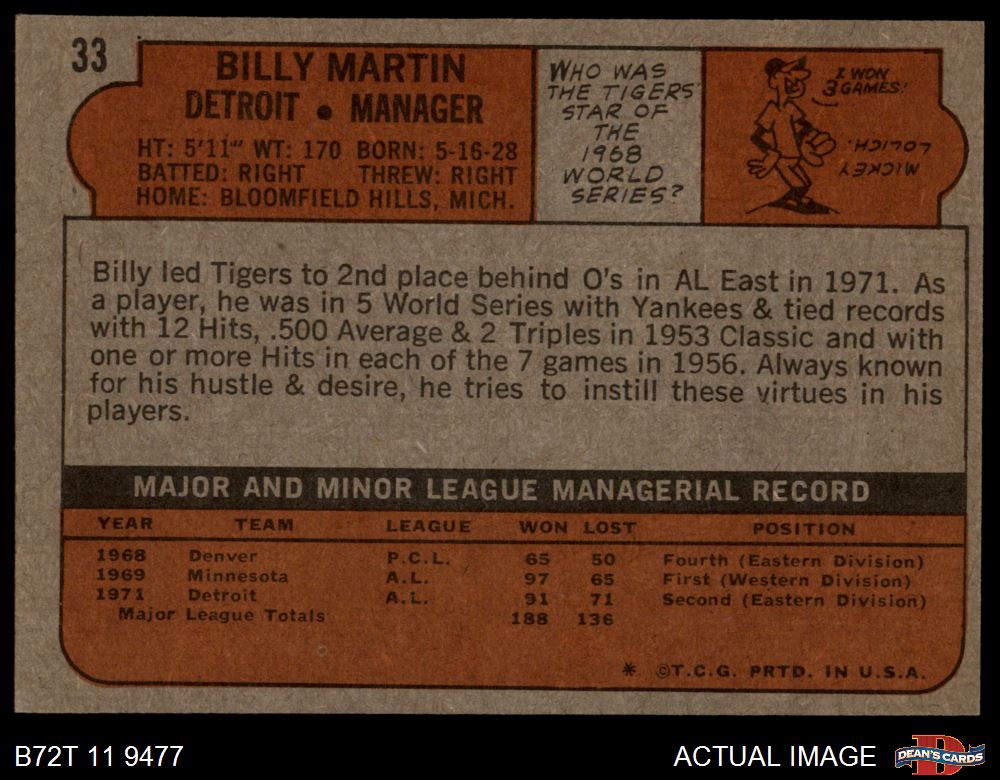 33
BILLY MARTIN
DETROIT • MANAGER
HT: 5'11" WT: 170 BORN: 5-16-28
BATTED: RIGHT THREW: RIGHT
HOME: BLOOMFIELD HILLS, MICH.
WHO WAS
THE TIGERS'
STAR OF
THE
1968
WORLD
SERIES?
I WON
3 GAMES!
MICKEY
LOLICH.
Billy led Tigers to 2nd place behind O's in AL East in 1971. As
a player, he was in 5 World Series with Yankees & tied records
with 12 Hits, .500 Average & 2 Triples in 1953 Classic and with
one or more Hits in each of the 7 games in 1956. Always known
for his hustle & desire, he tries to instill these virtues in his
players.
MAJOR AND MINOR LEAGUE MANAGERIAL RECORD
YEAR TEAM LEAGUE WON LOST POSITION
1968 Denver P.C.L. 65 50 Fourth (Eastern Division)
1969 Minnesota A.L. 97 65 First (Western Division)
1971 Detroit A.L. 91 71 Second (Eastern Division)
Major League Totals 188 136
* ©T.C.G. PRTD. IN U.S.A.
B72T 11 9477
ACTUAL IMAGE
D
DEAN'S CARDS